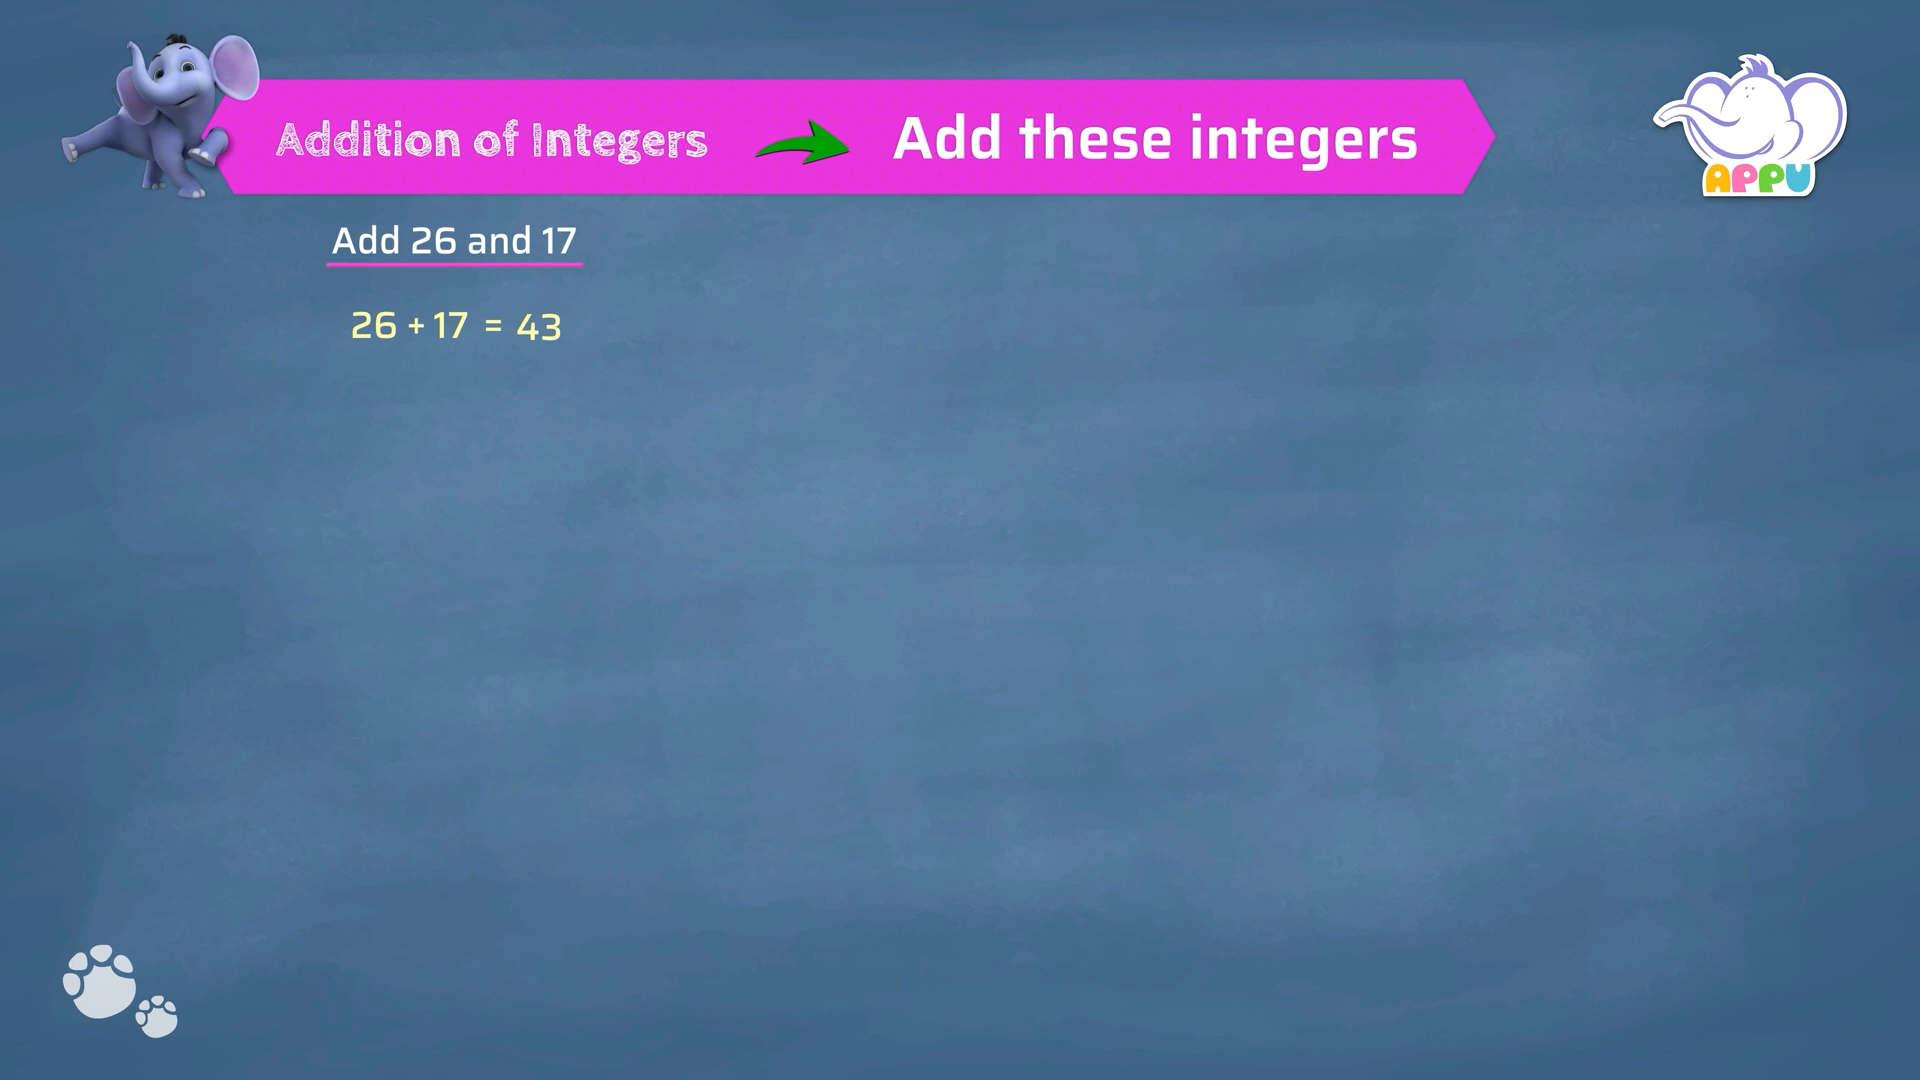 Addition of Integers Add these integers
APPU
Add 26 and 17
26 + 17 = 43